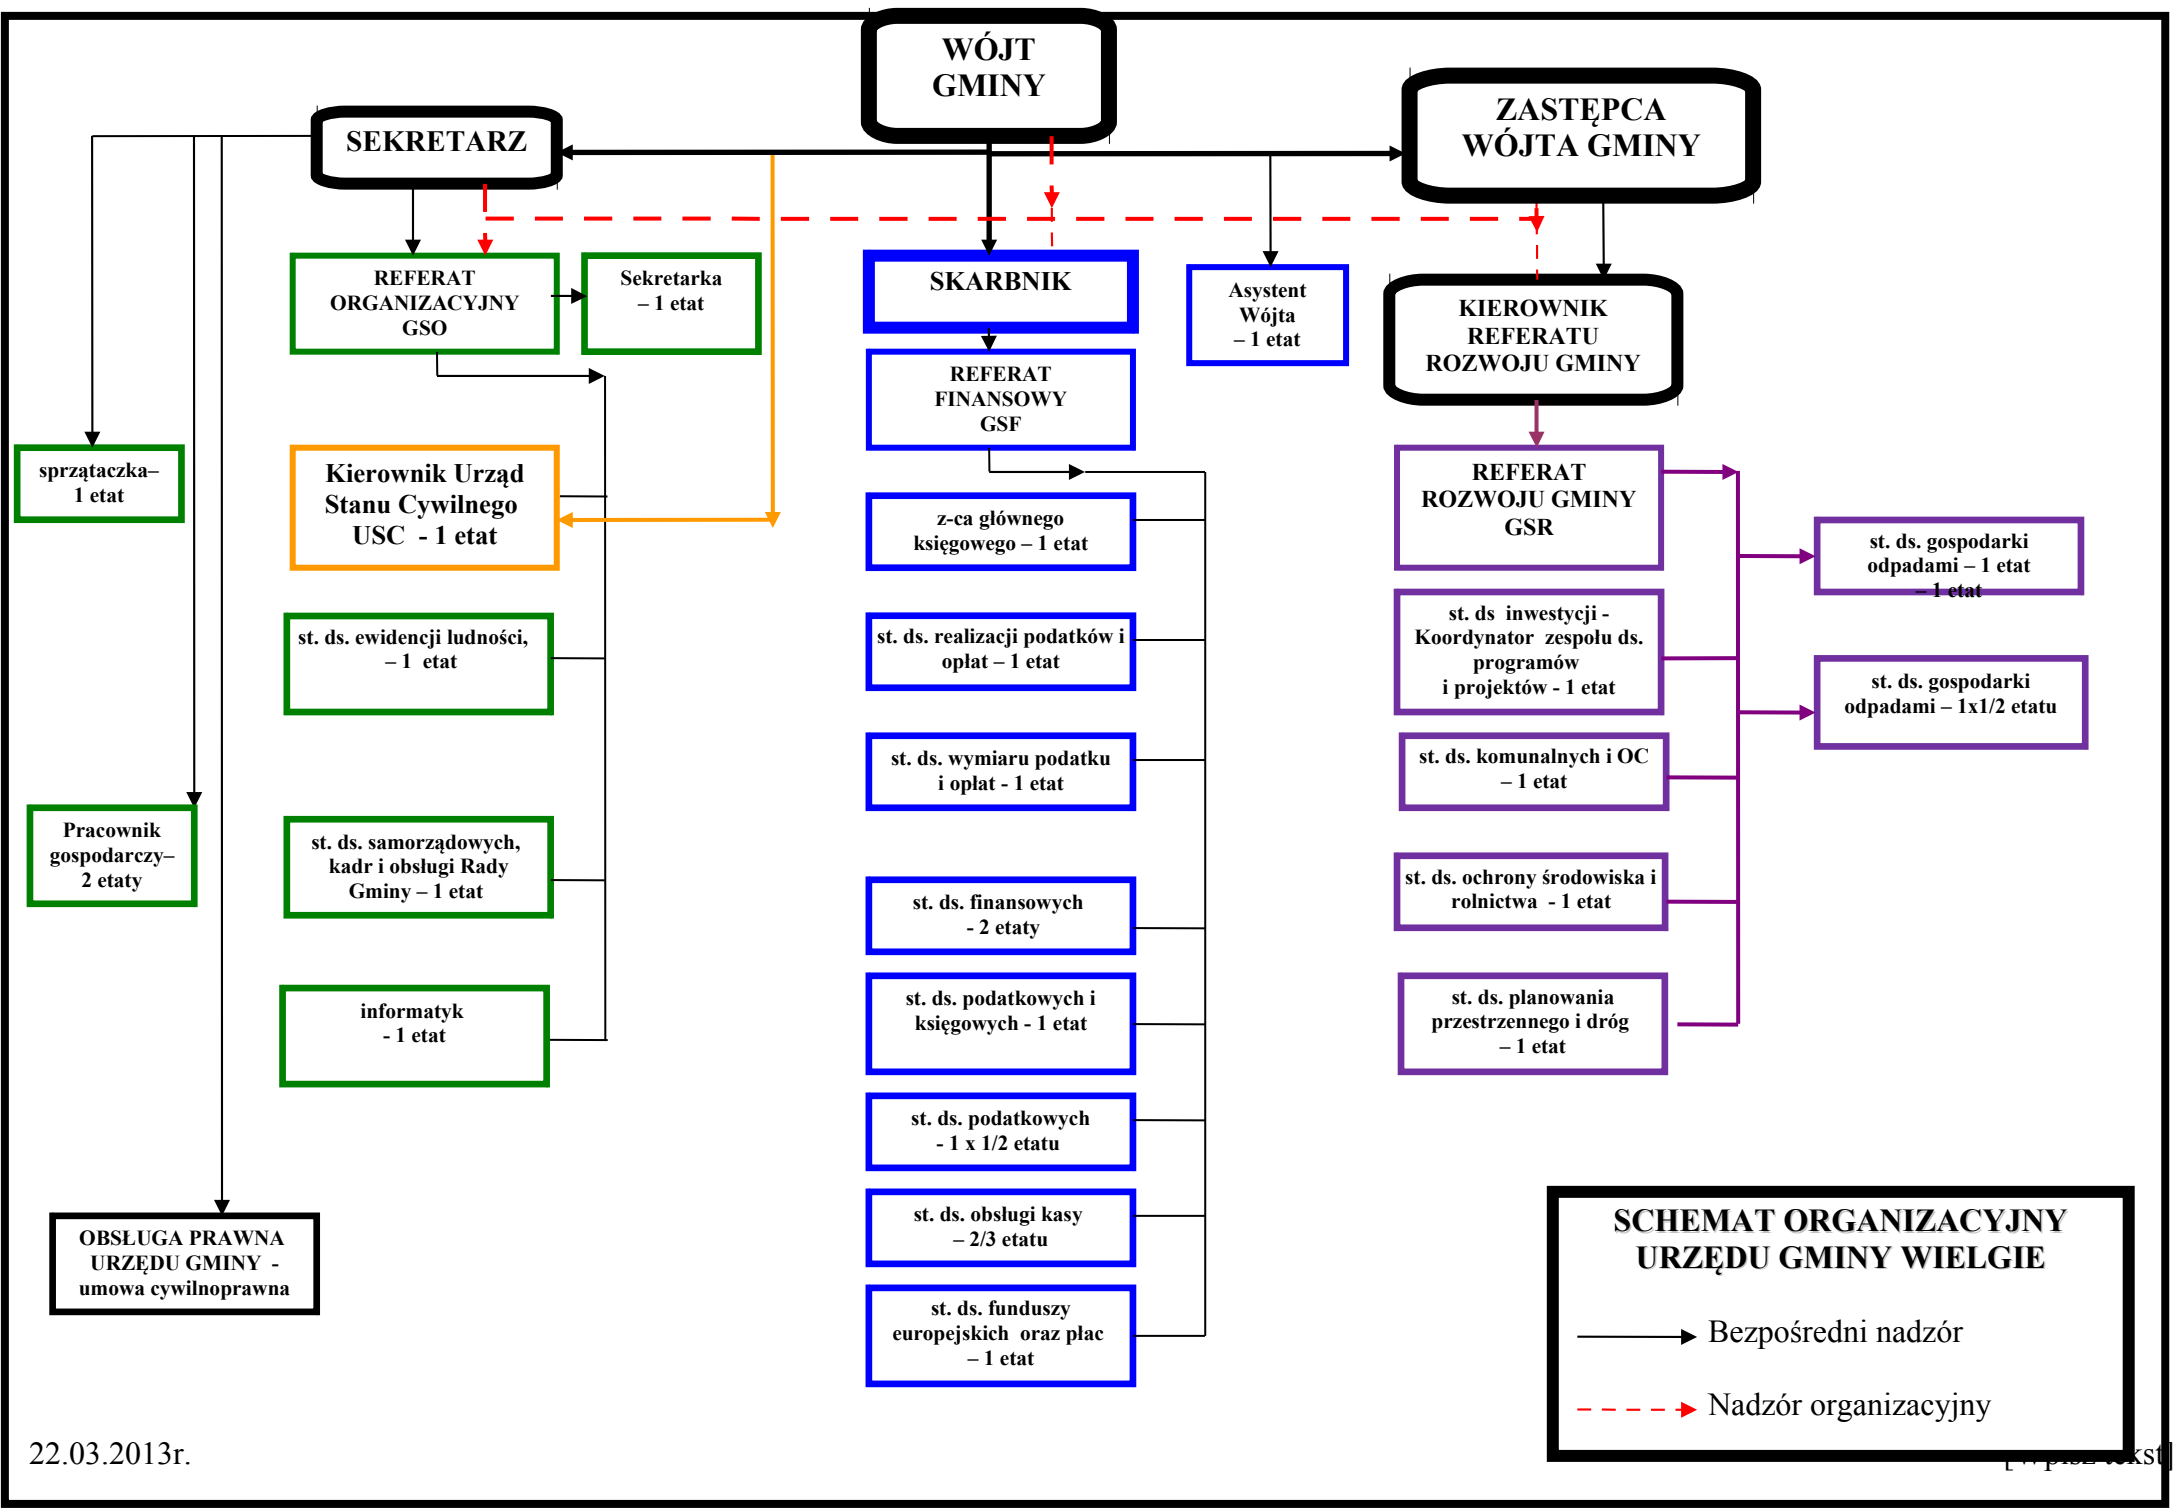 WÓJT
GMINY
ZASTĘPCA
WÓJTA GMINY
SEKRETARZ
REFERAT
ORGANIZACYJNY
GSO
Sekretarka
– 1 etat
SKARBNIK
Asystent
Wójta
– 1 etat
KIEROWNIK
REFERATU
ROZWOJU GMINY
REFERAT
FINANSOWY
GSF
sprzątaczka–
1 etat
Kierownik Urząd
Stanu Cywilnego
USC - 1 etat
REFERAT
ROZWOJU GMINY
GSR
z-ca głównego
księgowego – 1 etat
st. ds. gospodarki
odpadami – 1 etat
– 1 etat
st. ds. ewidencji ludności,
– 1 etat
st. ds. realizacji podatków i
opłat – 1 etat
st. ds inwestycji -
Koordynator zespołu ds.
programów
i projektów - 1 etat
st. ds. gospodarki
odpadami – 1x1/2 etatu
st. ds. wymiaru podatku
i opłat - 1 etat
st. ds. komunalnych i OC
– 1 etat
Pracownik
gospodarczy–
2 etaty
st. ds. samorządowych,
kadr i obsługi Rady
Gminy – 1 etat
st. ds. finansowych
- 2 etaty
st. ds. ochrony środowiska i
rolnictwa - 1 etat
informatyk
- 1 etat
st. ds. podatkowych i
księgowych - 1 etat
st. ds. planowania
przestrzennego i dróg
– 1 etat
st. ds. podatkowych
- 1 x 1/2 etatu
OBSŁUGA PRAWNA
URZĘDU GMINY -
umowa cywilnoprawna
st. ds. obsługi kasy
– 2/3 etatu
st. ds. funduszy
europejskich oraz płac
– 1 etat
SCHEMAT ORGANIZACYJNY
URZĘDU GMINY WIELGIE
Bezpośredni nadzór
Nadzór organizacyjny
22.03.2013r.
[Wpisz tekst]